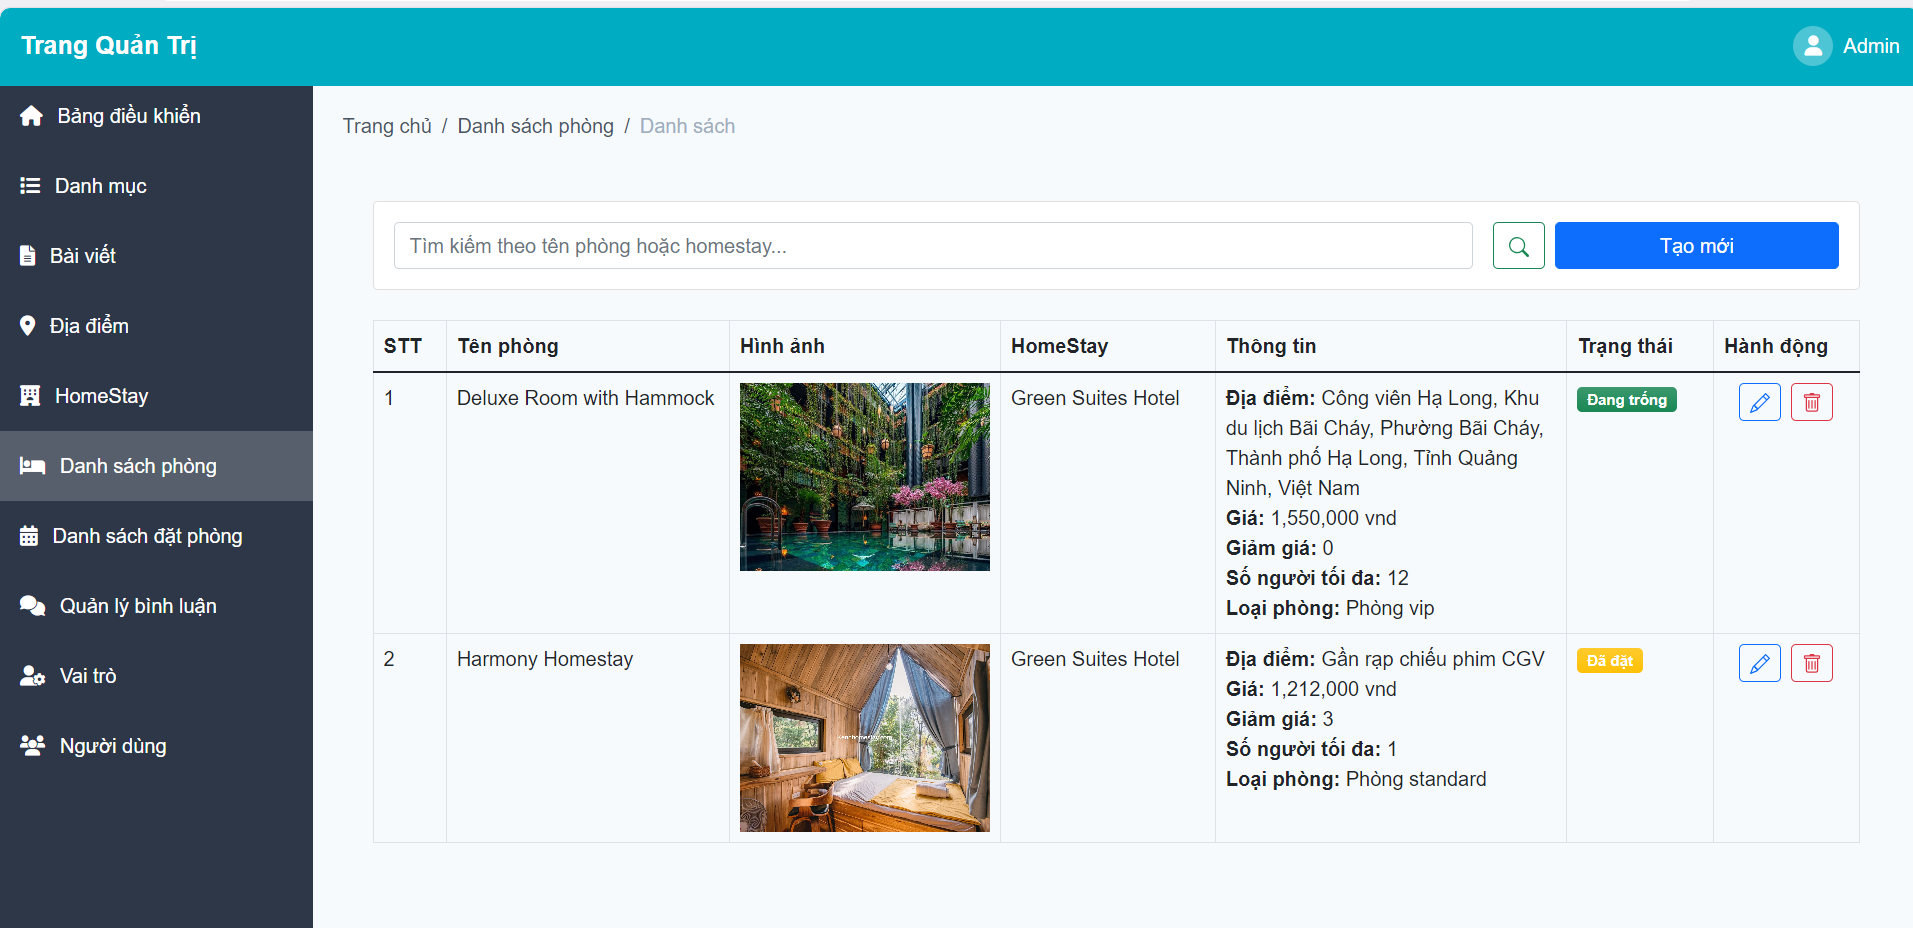 Trang Quản Trị
Admin
Bảng điều khiển
Danh mục
Bài viết
Địa điểm
HomeStay
Danh sách phòng
Danh sách đặt phòng
Quản lý bình luận
Vai trò
Người dùng
Trang chủ / Danh sách phòng / Danh sách
Tìm kiếm theo tên phòng hoặc homestay...
Tạo mới
STT Tên phòng Hình ảnh HomeStay Thông tin Trạng thái Hành động
1 Deluxe Room with Hammock Green Suites Hotel
Địa điểm: Công viên Hạ Long, Khu
du lịch Bãi Cháy, Phường Bãi Cháy,
Thành phố Hạ Long, Tỉnh Quảng
Ninh, Việt Nam
Giá: 1,550,000 vnd
Giảm giá: 0
Số người tối đa: 12
Loại phòng: Phòng vip
Đang trống
2 Harmony Homestay Green Suites Hotel
Địa điểm: Gần rạp chiếu phim CGV
Giá: 1,212,000 vnd
Giảm giá: 3
Số người tối đa: 1
Loại phòng: Phòng standard
Đã đặt